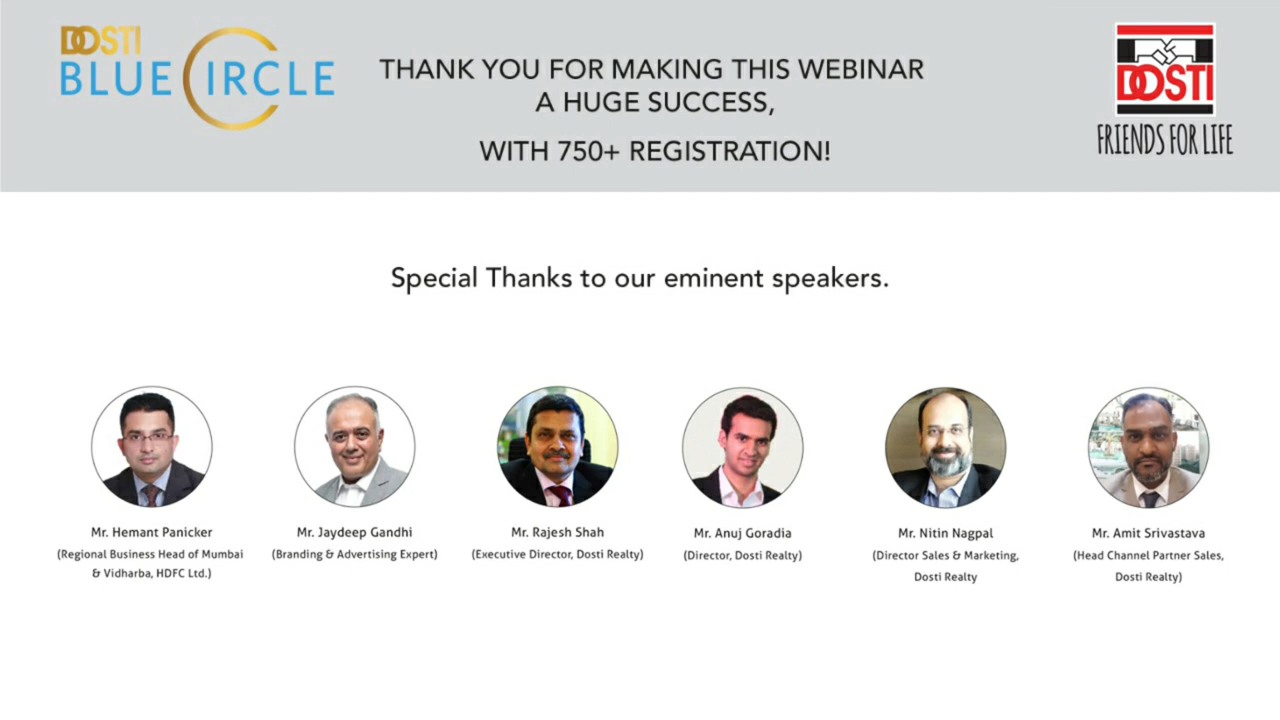 DOSTI
BLUE CIRCLE
THANK YOU FOR MAKING THIS WEBINAR
A HUGE SUCCESS,
WITH 750+ REGISTRATION!
DOSTI
FRIENDS FOR LIFE
Special Thanks to our eminent speakers.
Mr. Hemant Panicker
(Regional Business Head of Mumbai
& Vidharba, HDFC Ltd.)
Mr. Jaydeep Gandhi
(Branding & Advertising Expert)
Mr. Rajesh Shah
(Executive Director, Dosti Realty)
Mr. Anuj Goradia
(Director, Dosti Realty)
Mr. Nitin Nagpal
(Director Sales & Marketing,
Dosti Realty
Mr. Amit Srivastava
(Head Channel Partner Sales,
Dosti Realty)